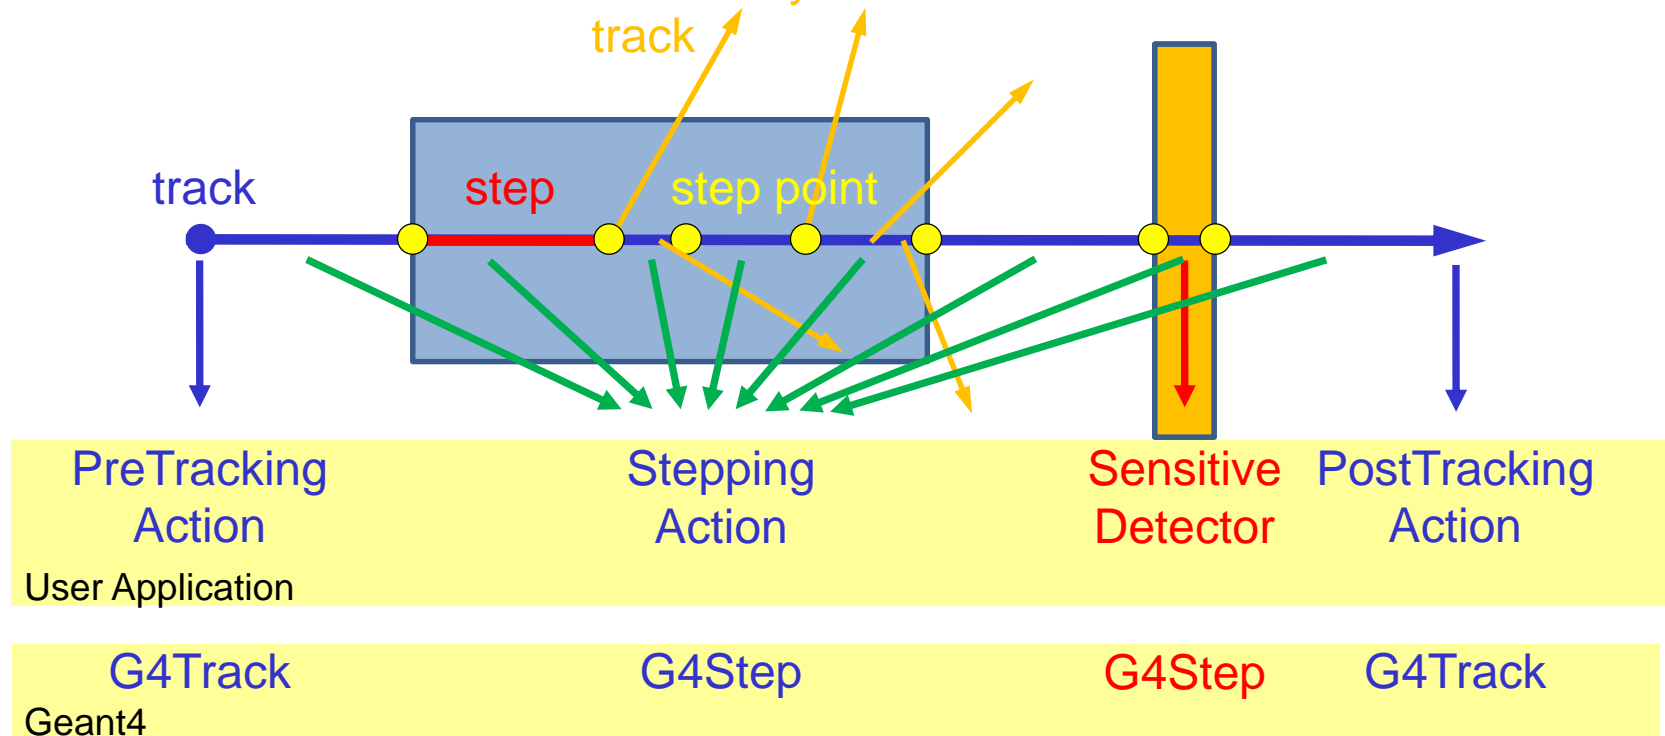 track
track
step
step point
PreTracking
Action
Stepping
Action
Sensitive
Detector
PostTracking
Action
User Application
G4Track
G4Step
G4Step
G4Track
Geant4